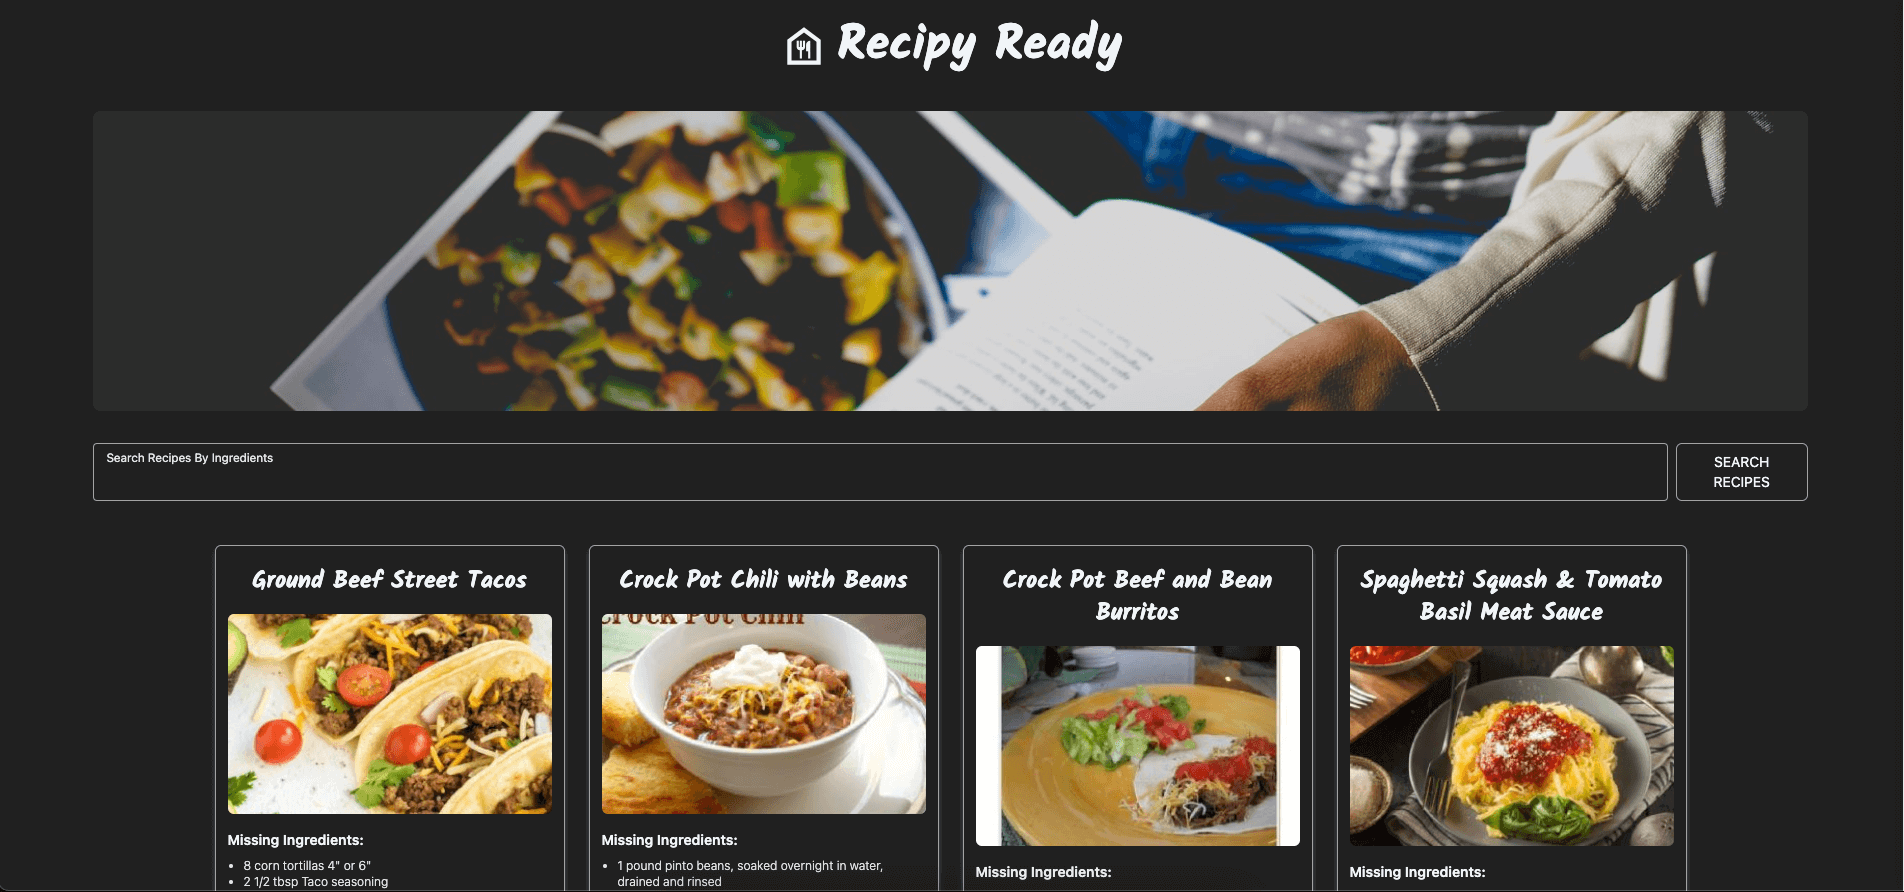 Recipy Ready
Search Recipes By Ingredients
SEARCH
RECIPES
Ground Beef Street Tacos
Missing Ingredients:
8 corn tortillas 4" or 6"
2 1/2 tbsp Taco seasoning
Crock Pot Chili with Beans
Crock Pot Chili
Missing Ingredients:
1 pound pinto beans, soaked overnight in water,
drained and rinsed
Crock Pot Beef and Bean
Burritos
Missing Ingredients:
Spaghetti Squash & Tomato
Basil Meat Sauce
Missing Ingredients: